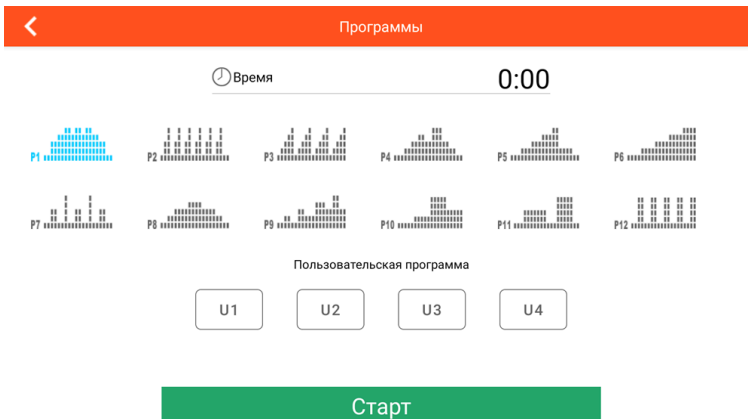 Программы
Время 0:00
P1 P2 P3 P4 P5 P6
P7 P8 P9 P10 P11 P12
Пользовательская программа
U1 U2 U3 U4
Старт